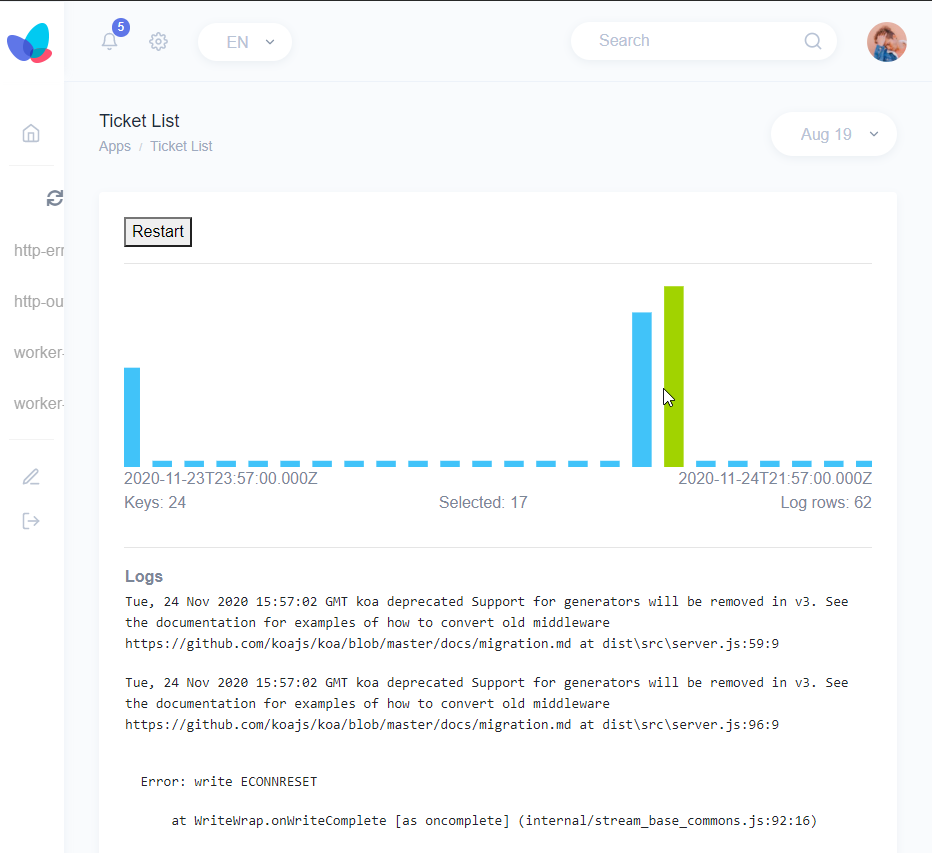 5
EN
Search
Ticket List
Apps / Ticket List
Aug 19
Restart
http-err
http-ou
worker-
worker-
2020-11-23T23:57:00.000Z
2020-11-24T21:57:00.000Z
Keys: 24
Selected: 17
Log rows: 62
Logs
Tue, 24 Nov 2020 15:57:02 GMT koa deprecated Support for generators will be removed in v3. See
the documentation for examples of how to convert old middleware
https://github.com/koajs/koa/blob/master/docs/migration.md at dist\src\server.js:59:9
Tue, 24 Nov 2020 15:57:02 GMT koa deprecated Support for generators will be removed in v3. See
the documentation for examples of how to convert old middleware
https://github.com/koajs/koa/blob/master/docs/migration.md at dist\src\server.js:96:9
Error: write ECONNRESET
at WriteWrap.onWriteComplete [as oncomplete] (internal/stream_base_commons.js:92:16)